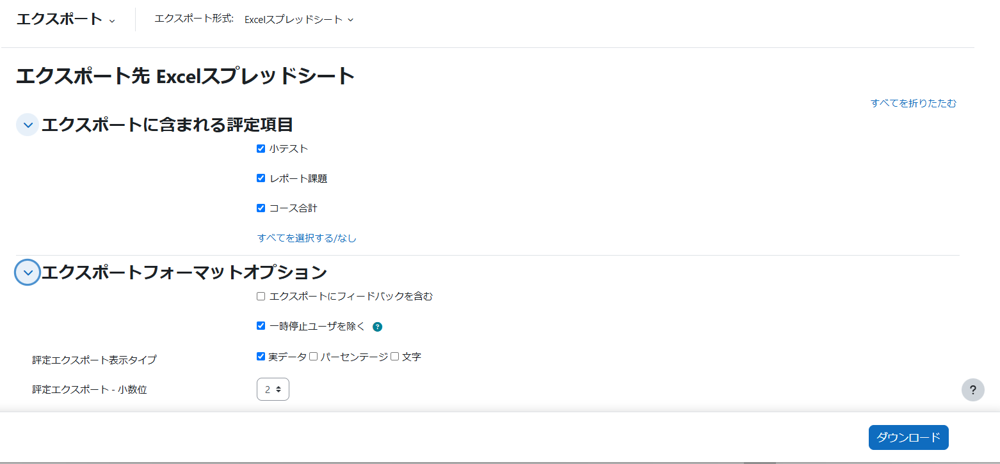 エクスポート
エクスポート形式: Excelスプレッドシート
エクスポート先 Excelスプレッドシート
すべてを折りたたむ
エクスポートに含まれる評定項目
小テスト
レポート課題
コース合計
すべてを選択する/なし
エクスポートフォーマットオプション
エクスポートにフィードバックを含む
一時停止ユーザを除く ?
評定エクスポート表示タイプ 実データ パーセンテージ 文字
評定エクスポート - 小数位 2
?
ダウンロード